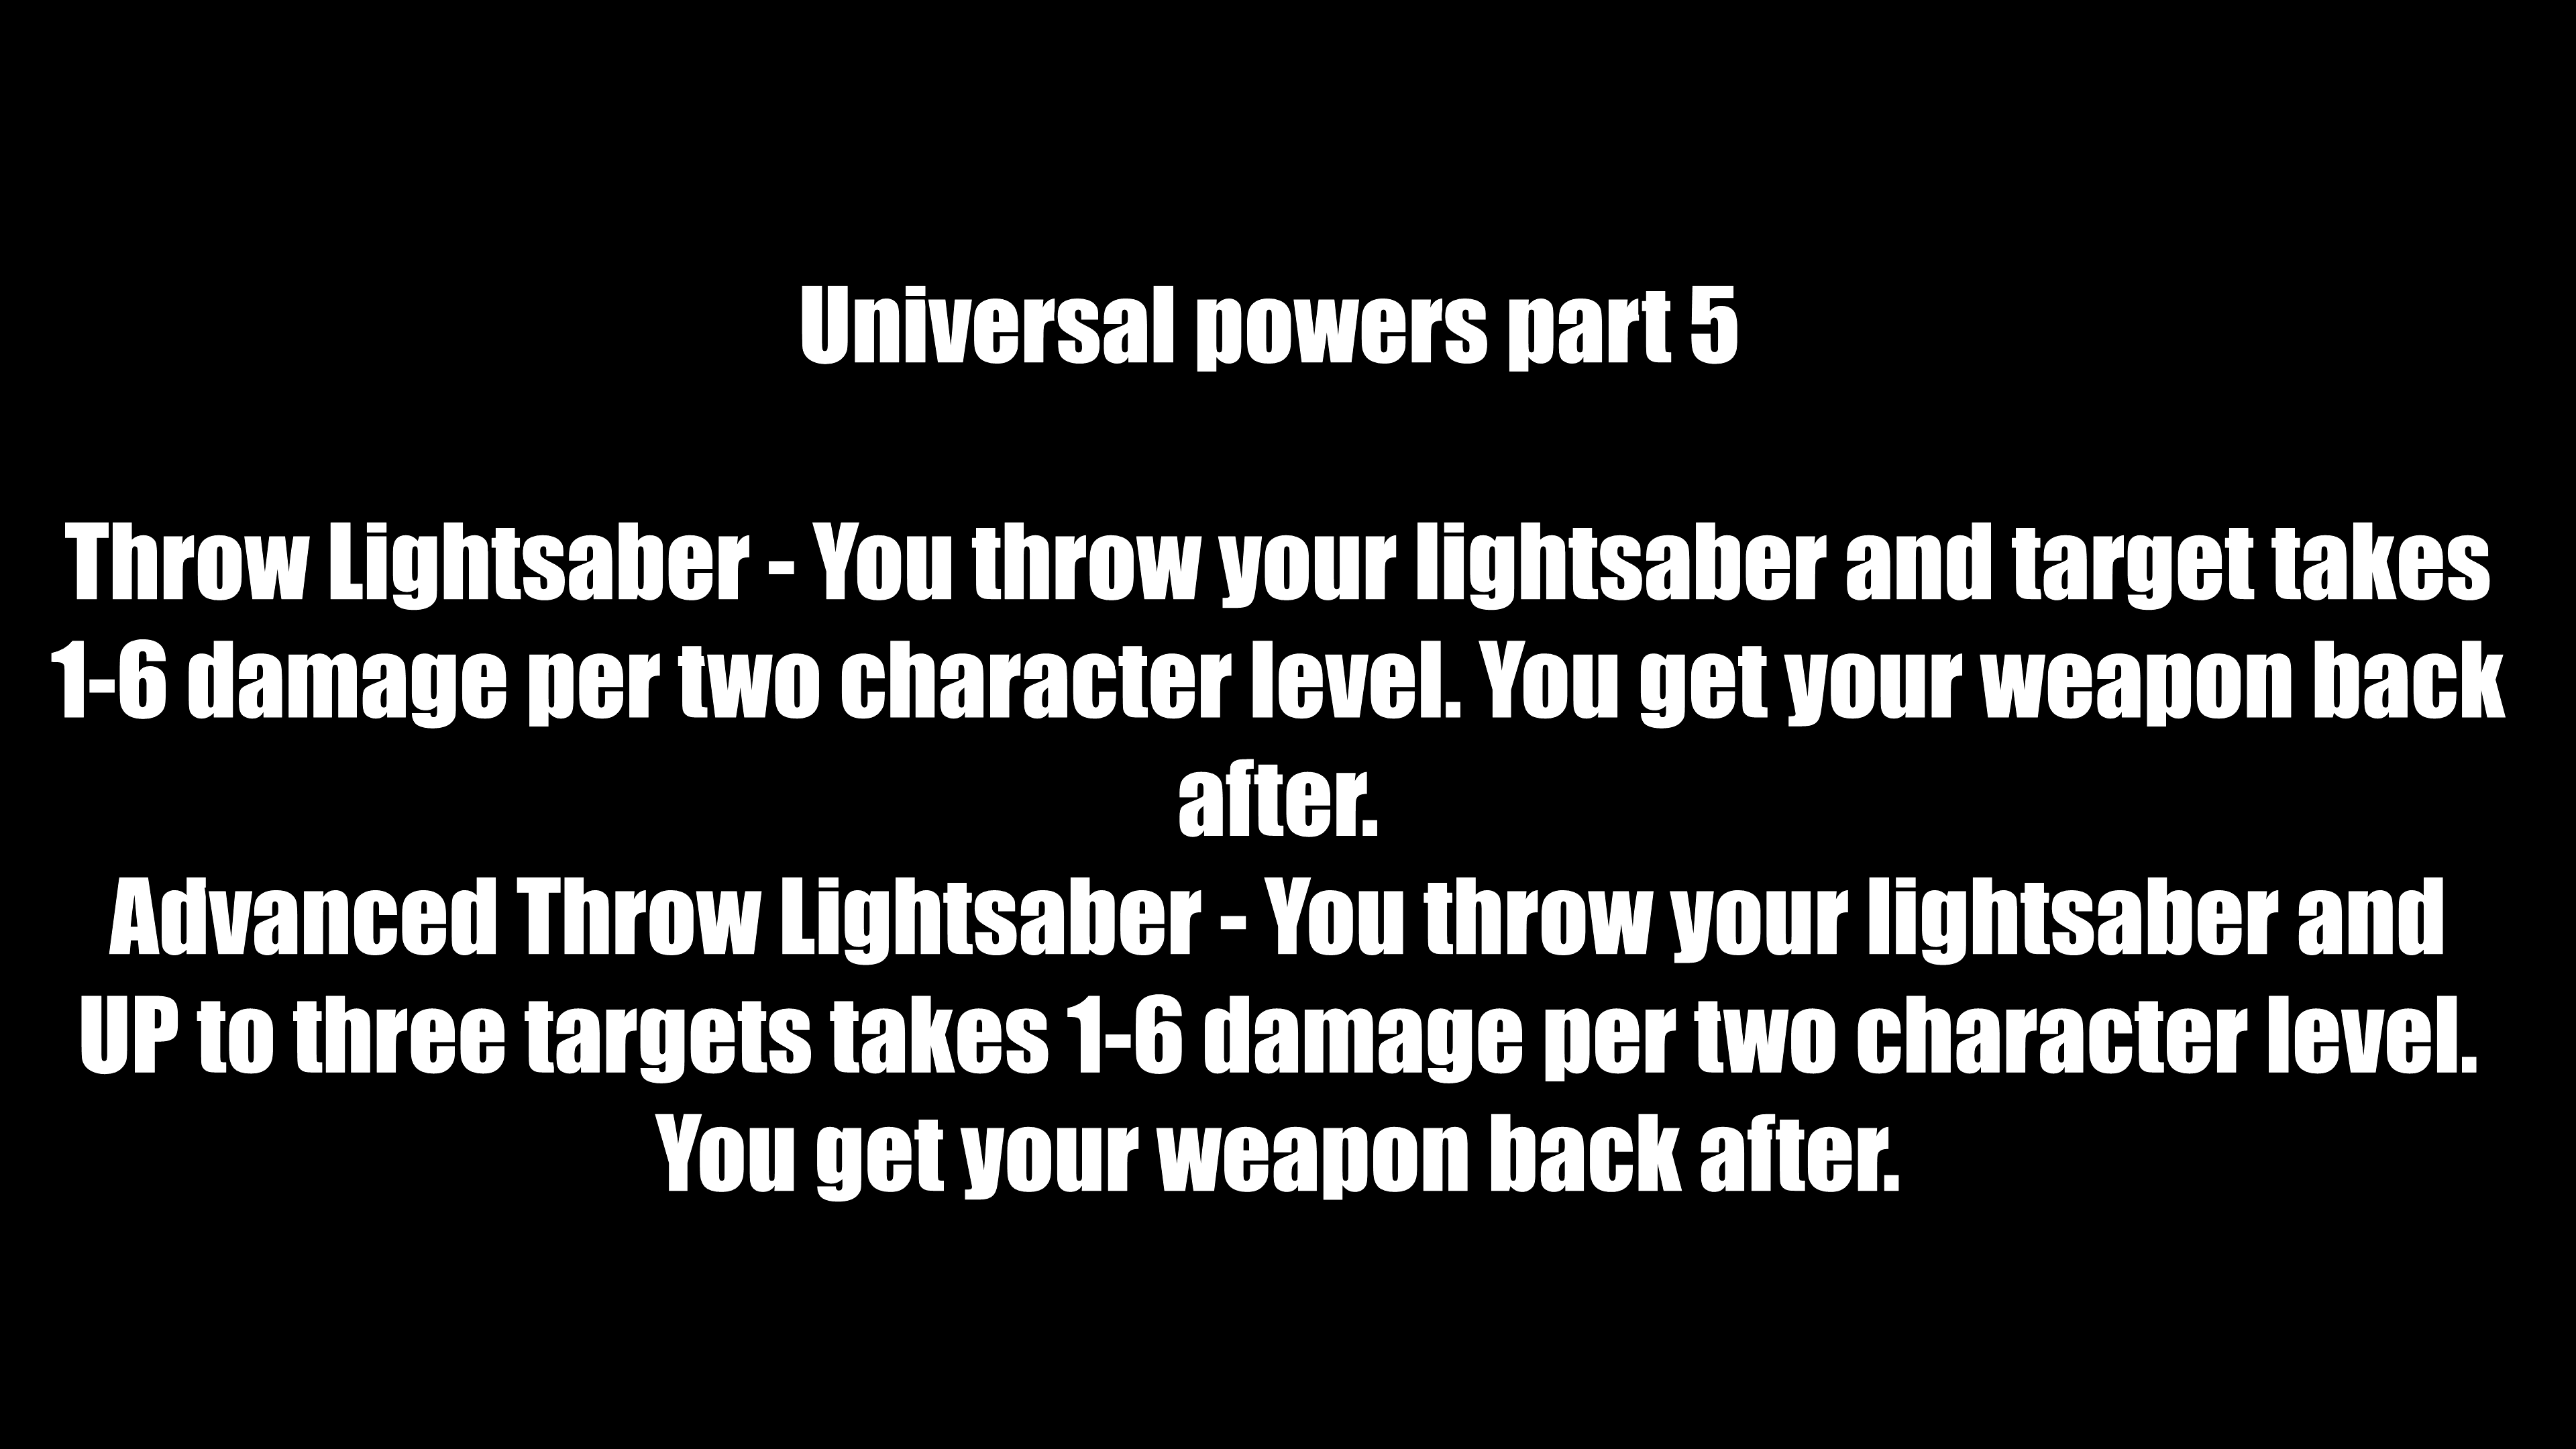 Universal powers part 5
Throw Lightsaber - You throw your lightsaber and target takes
1-6 damage per two character level. You get your weapon back
after.
Advanced Throw Lightsaber - You throw your lightsaber and
UP to three targets takes 1-6 damage per two character level.
You get your weapon back after.